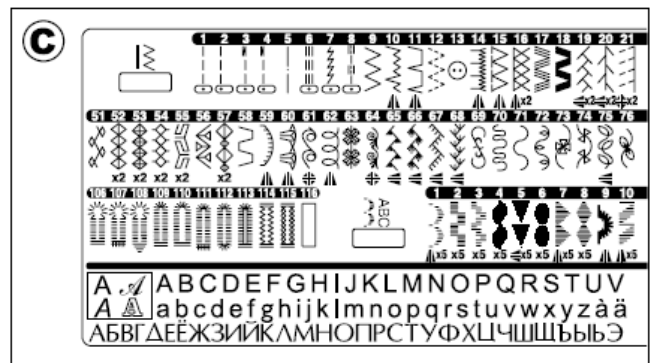 C
1 2 3 4 5 6 7 8 9 10 11 12 13 14 15 16 17 18 19 20 21
x2 x2 x2 x2
51 52 53 54 55 56 57 58 59 60 61 62 63 64 65 66 67 68 69 70 71 72 73 74 75 76
x2 x2 x2 x2 x2
106 107 108 109 110 111 112 113 114 115 116 ABC 1 2 3 4 5 6 7 8 9 10
x5 x5 x5 x5 x5 x5 x5 x5 x5
A A ABCDEFGHIJKLMNOPQRSTUV
A A abcdefghijklmnopqrstuvwxyzàä
АБВГДЕЁЖЗИЙКЛМНОПРСТУФХЦЧШЩЪЫЬЭ